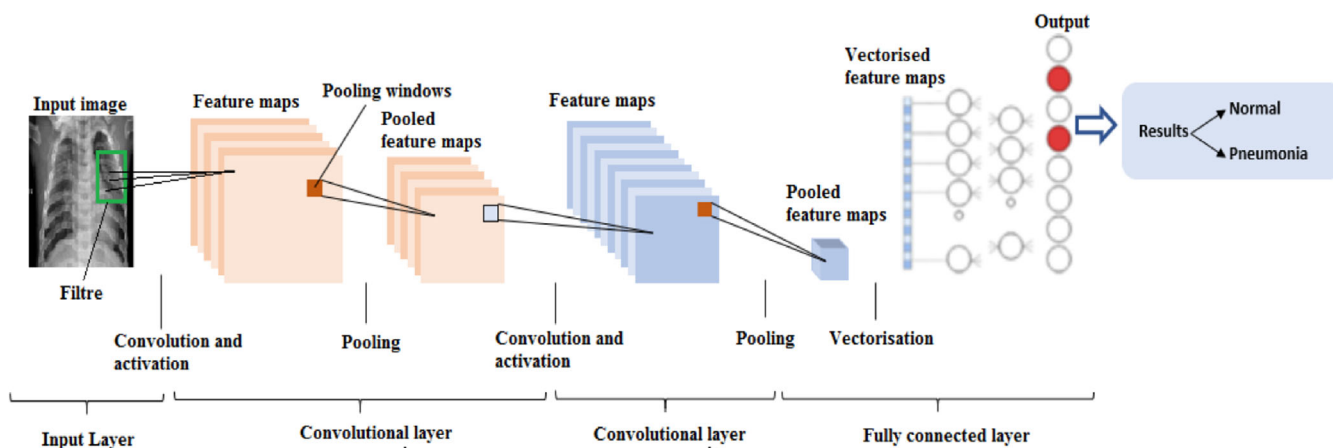 Output
Vectorised
feature maps
Pooling windows
Input image
Feature maps
Feature maps
Pooled
feature maps
Normal
Results
Pneumonia
Pooled
feature maps
Filtre
Convolution and
activation
Pooling
Convolution and
activation
Pooling
Vectorisation
Input Layer
Convolutional layer
Convolutional layer
Fully connected layer